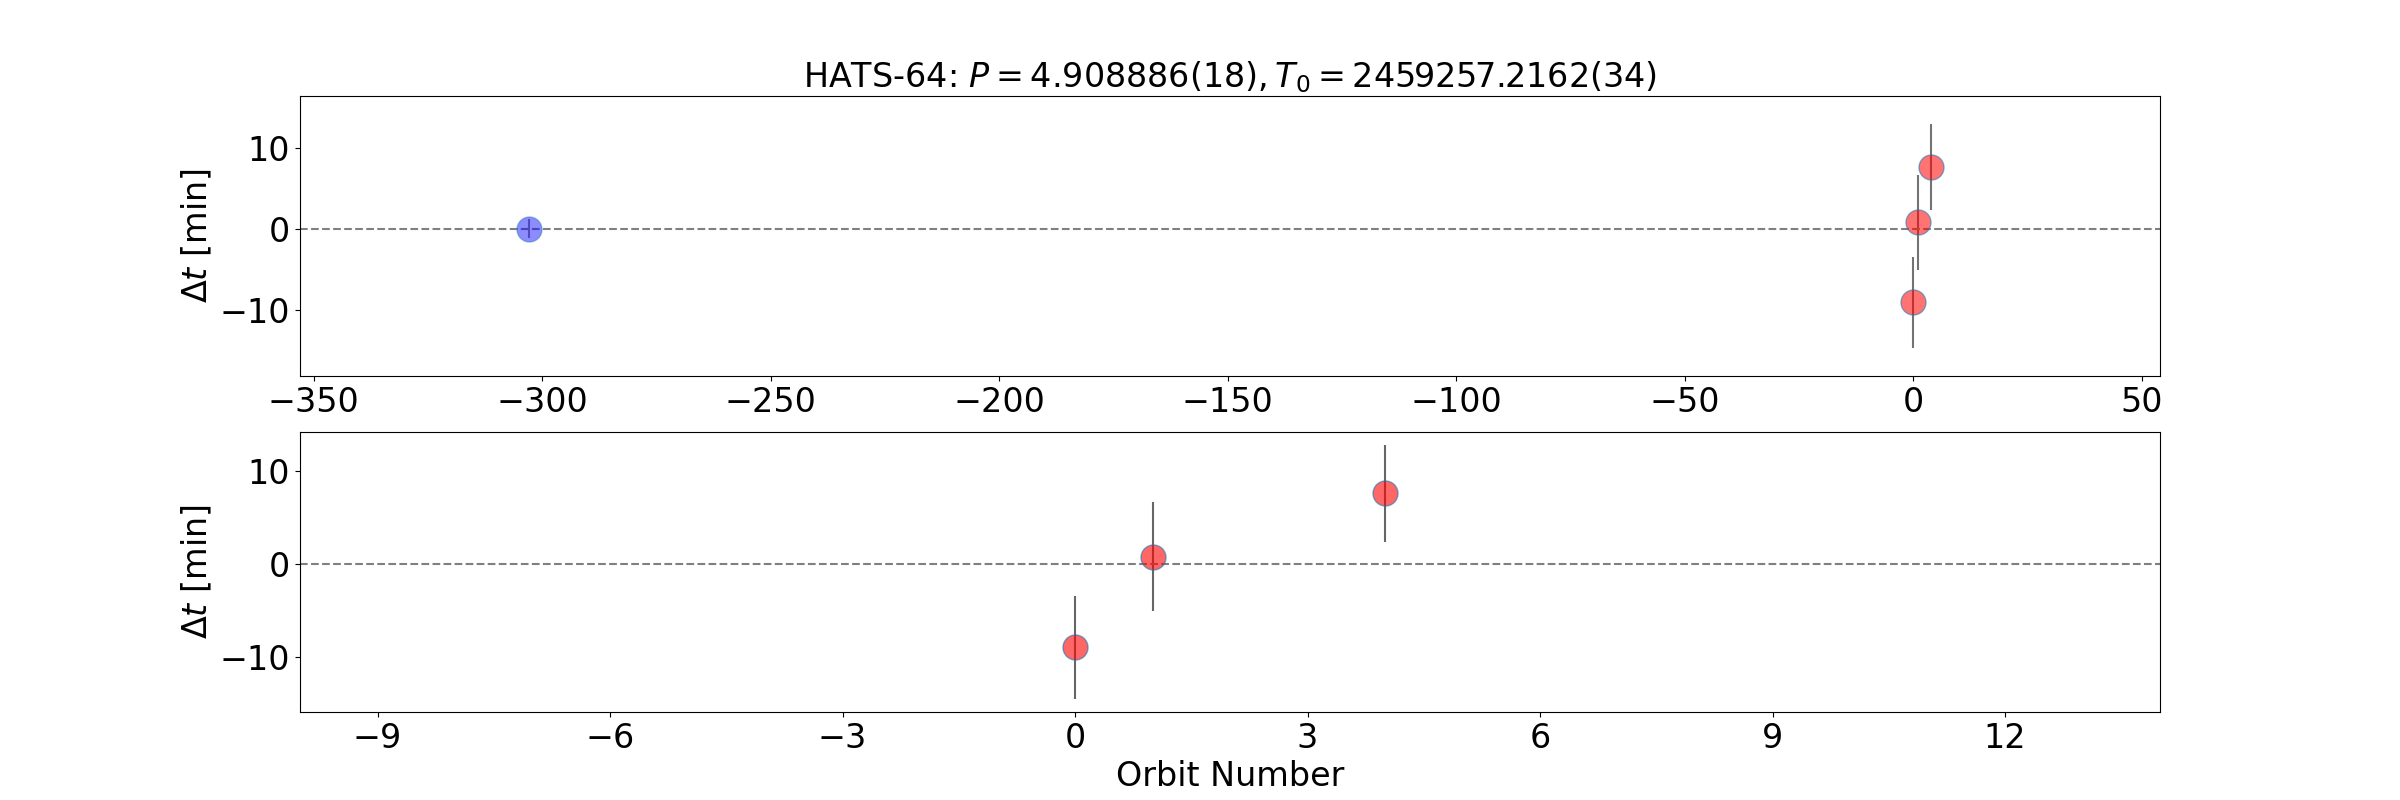 HATS-64: P = 4.908886(18), T₀ = 2459257.2162(34)
Δt [min]
10
0
−10
−350 −300 −250 −200 −150 −100 −50 0 50
Δt [min]
10
0
−10
−9 −6 −3 0 3 6 9 12
Orbit Number